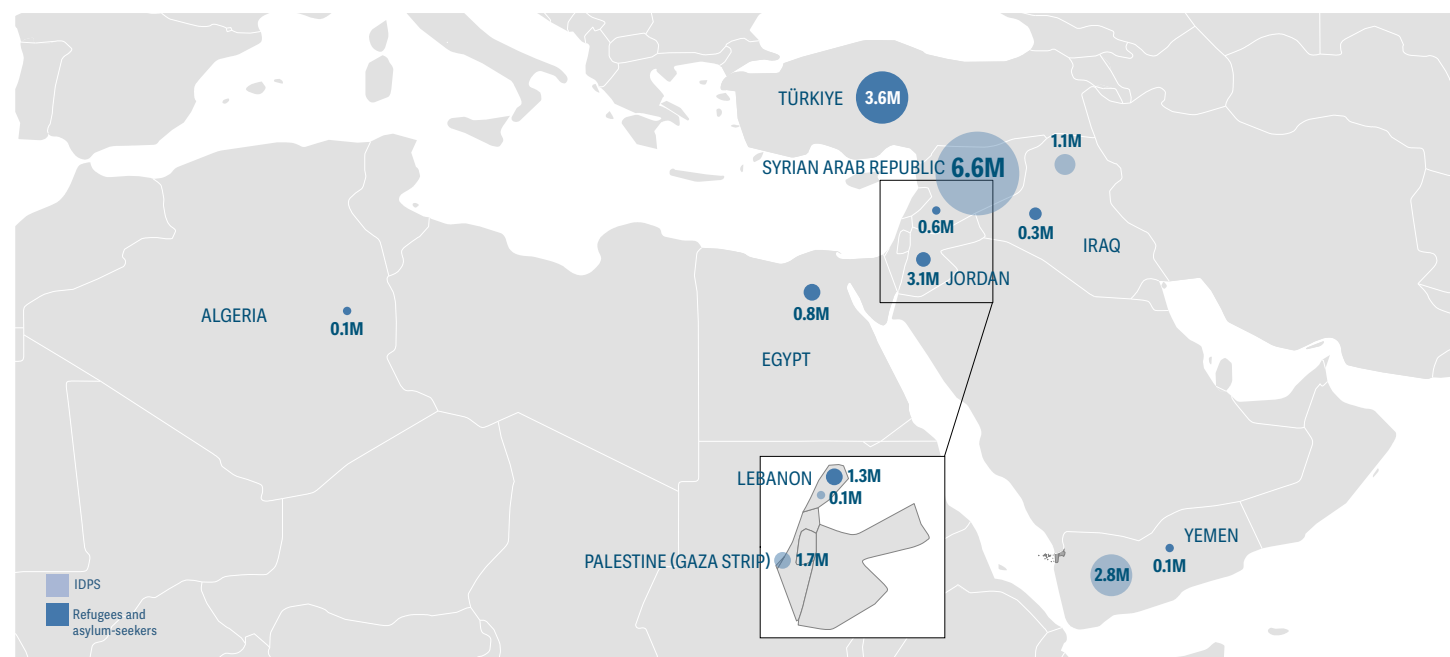 TÜRKIYE 3.6M
1.1M
SYRIAN ARAB REPUBLIC 6.6M
0.6M
0.3M
IRAQ
3.1M JORDAN
ALGERIA
0.1M
0.8M
EGYPT
LEBANON 1.3M
0.1M
PALESTINE (GAZA STRIP) 1.7M
YEMEN
0.1M
2.8M
IDPS
Refugees and
asylum-seekers